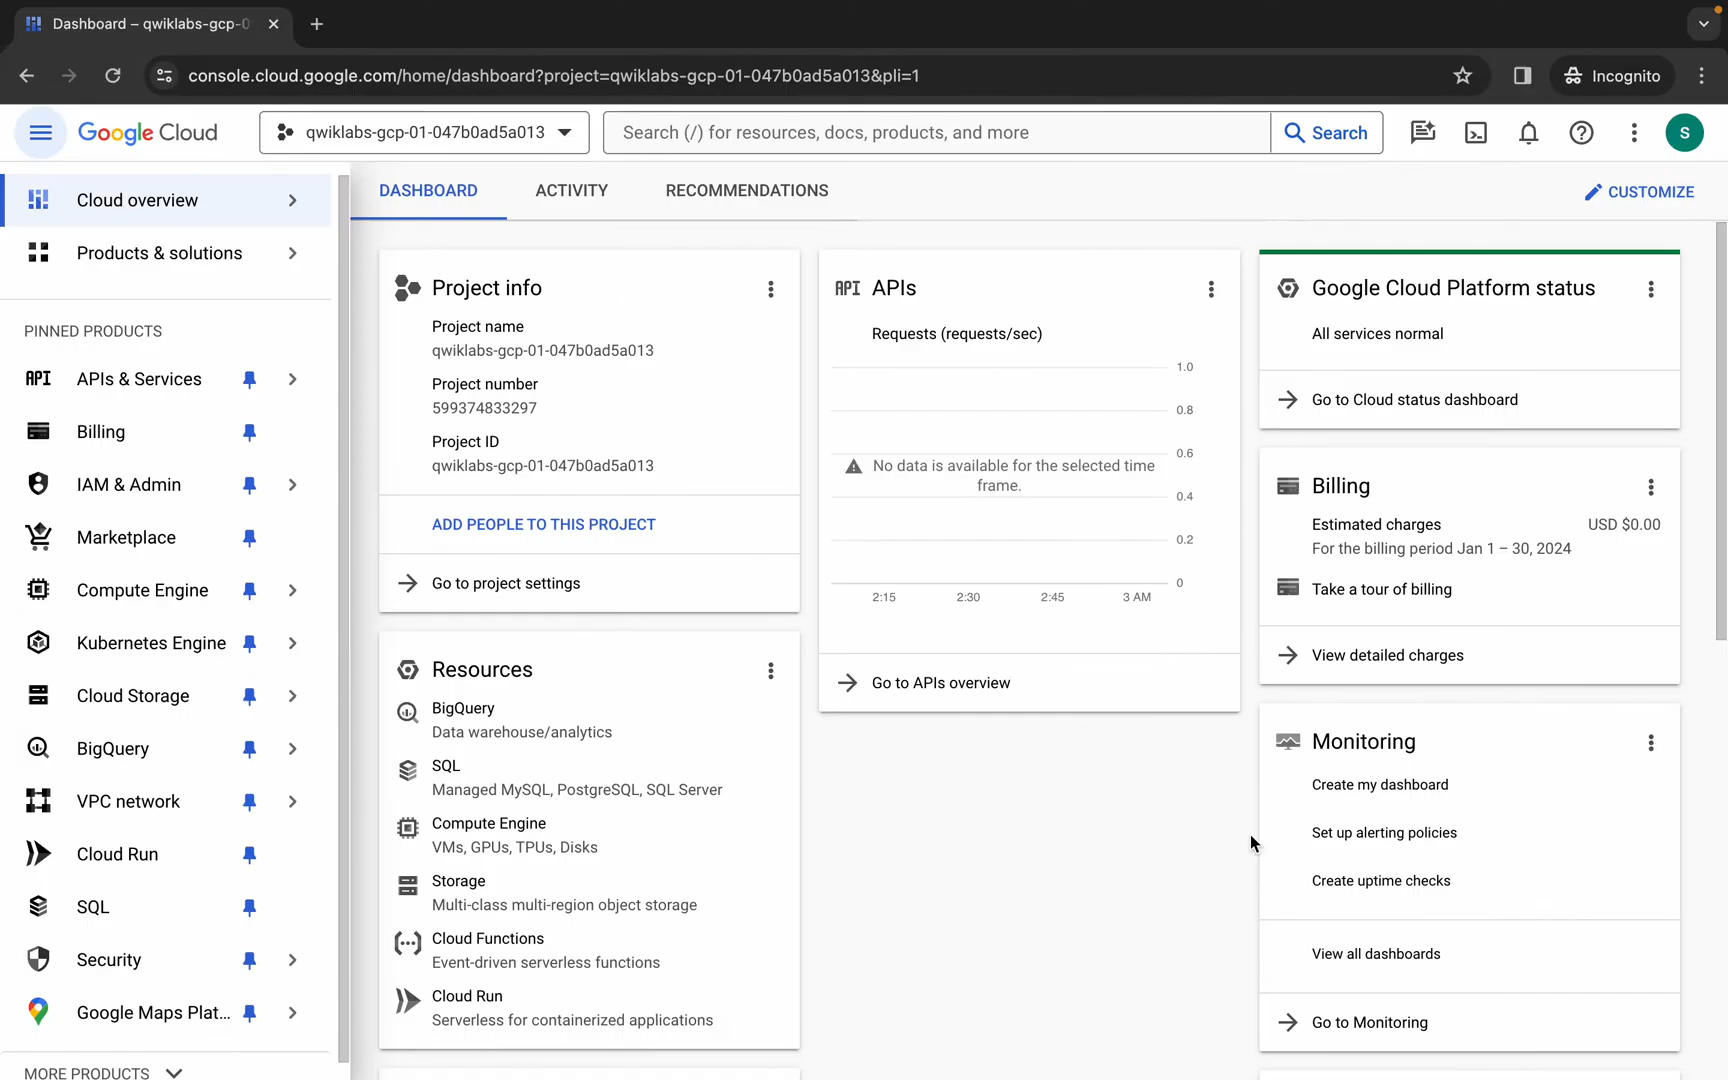 Dashboard – qwiklabs-gcp-0
console.cloud.google.com/home/dashboard?project=qwiklabs-gcp-01-047b0ad5a013&pli=1
Incognito
Google Cloud
qwiklabs-gcp-01-047b0ad5a013
Search (/) for resources, docs, products, and more
Search
S
Cloud overview
Products & solutions
PINNED PRODUCTS
API
APIs & Services
Billing
IAM & Admin
Marketplace
Compute Engine
Kubernetes Engine
Cloud Storage
BigQuery
VPC network
Cloud Run
SQL
Security
Google Maps Plat...
MORE PRODUCTS
DASHBOARD
ACTIVITY
RECOMMENDATIONS
CUSTOMIZE
Project info
Project name
qwiklabs-gcp-01-047b0ad5a013
Project number
599374833297
Project ID
qwiklabs-gcp-01-047b0ad5a013
ADD PEOPLE TO THIS PROJECT
Go to project settings
Resources
BigQuery
Data warehouse/analytics
SQL
Managed MySQL, PostgreSQL, SQL Server
Compute Engine
VMs, GPUs, TPUs, Disks
Storage
Multi-class multi-region object storage
Cloud Functions
Event-driven serverless functions
Cloud Run
Serverless for containerized applications
API
APIs
Requests (requests/sec)
1.0
0.8
0.6
No data is available for the selected time
frame.
0.4
0.2
0
2:15
2:30
2:45
3 AM
Go to APIs overview
Google Cloud Platform status
All services normal
Go to Cloud status dashboard
Billing
Estimated charges
USD $0.00
For the billing period Jan 1 – 30, 2024
Take a tour of billing
View detailed charges
Monitoring
Create my dashboard
Set up alerting policies
Create uptime checks
View all dashboards
Go to Monitoring